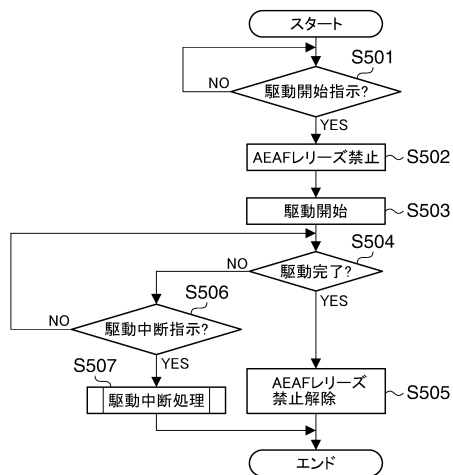 スタート
S501
駆動開始指示?
NO
YES
AEAFレリーズ禁止
S502
駆動開始
S503
S504
駆動完了?
NO
YES
S506
駆動中断指示?
NO
YES
S507
駆動中断処理
AEAFレリーズ
禁止解除
S505
エンド